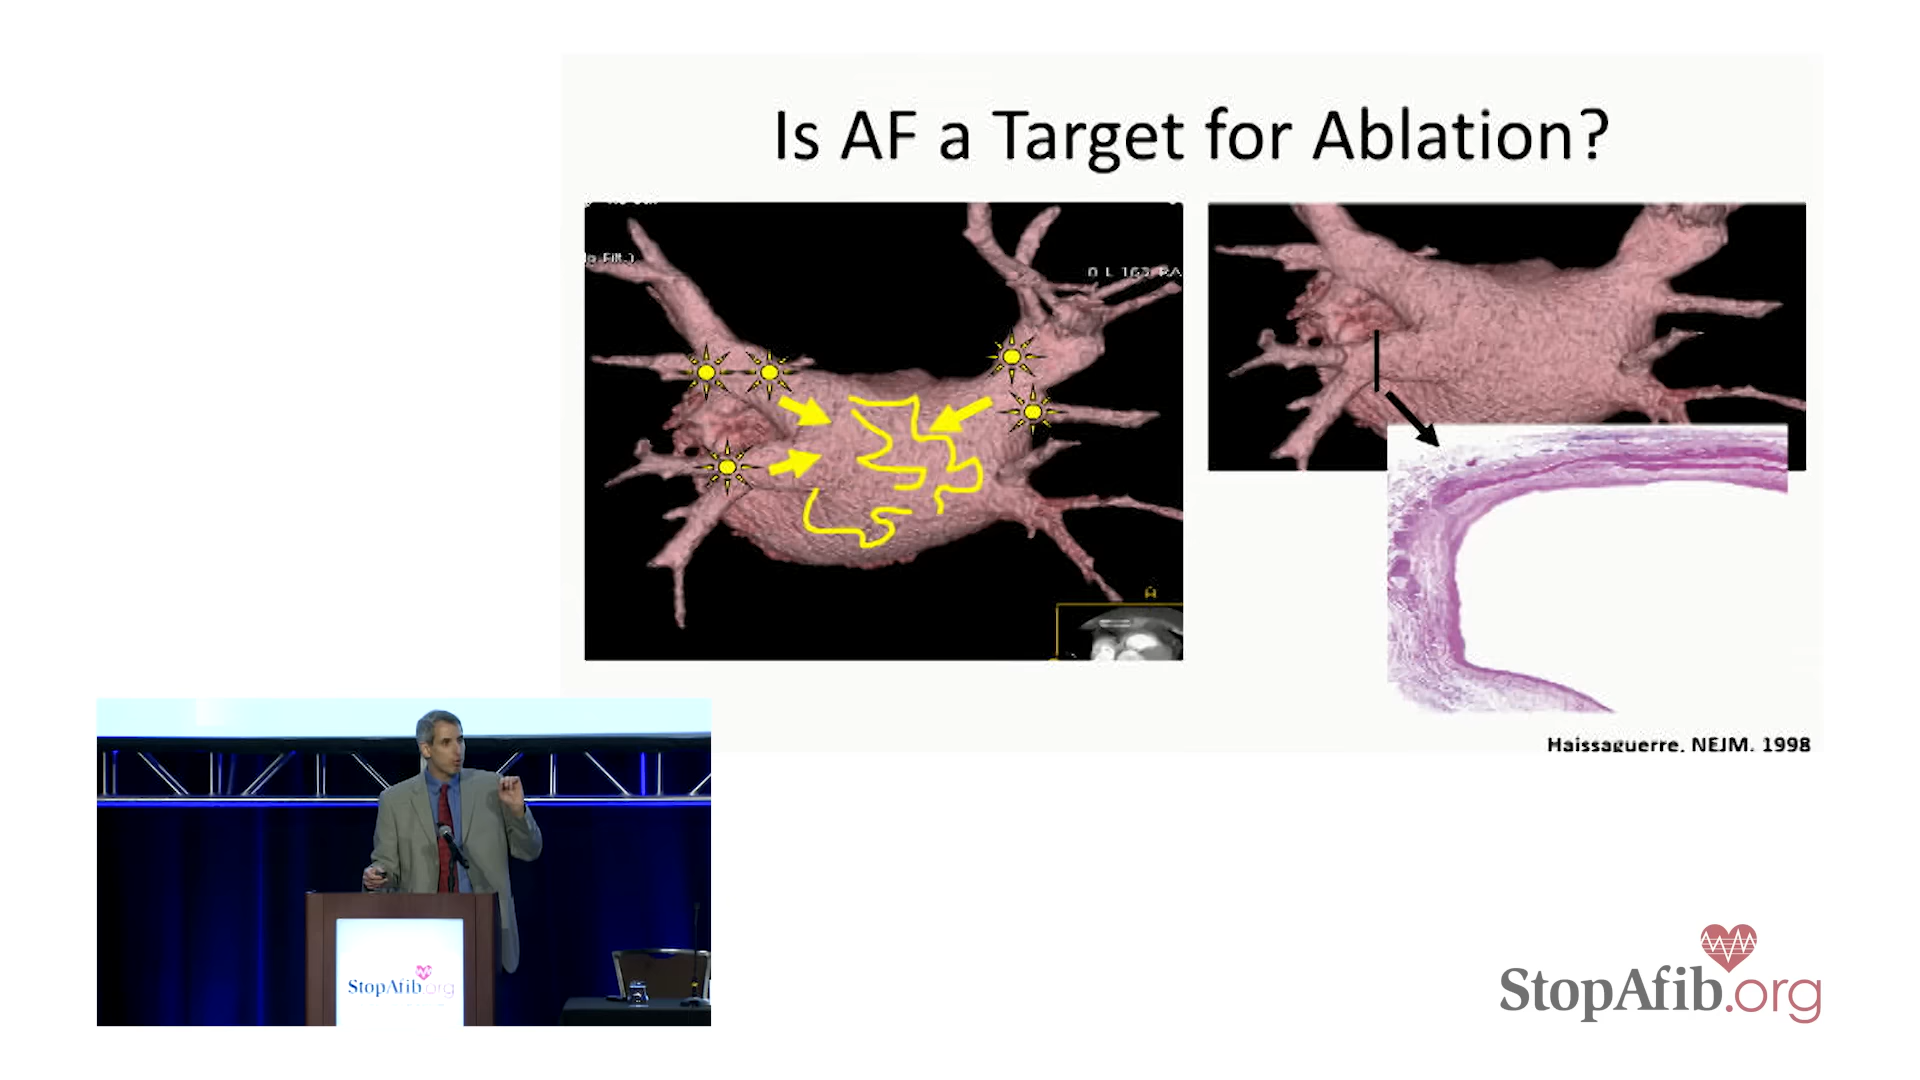 Is AF a Target for Ablation?
Haissaguerre, NEJM, 1998
StopAfib.org
StopAfib.org